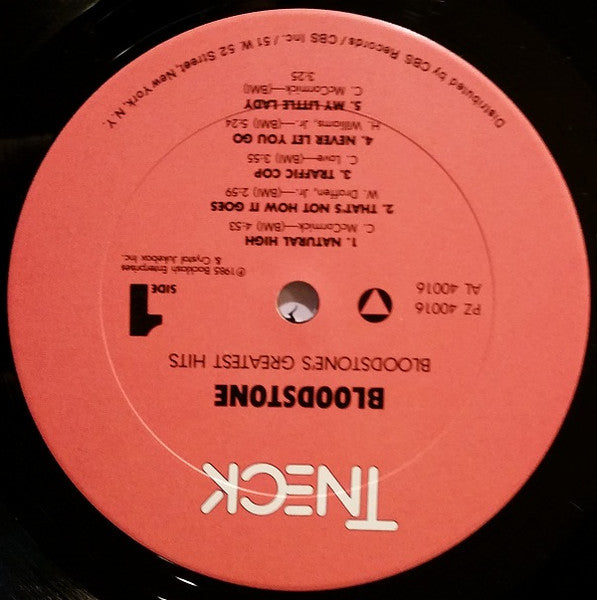 TNECK
BLOODSTONE
BLOODSTONE'S GREATEST HITS
PZ 40016
AL 40016
SIDE
1
℗1985 Backlash Enterprises
& Crystal Jukebox Inc.
1. NATURAL HIGH
C. McCormick—(BMI) 4:53
2. THAT'S NOT HOW IT GOES
W. Draffen, Jr.—(BMI) 2:59
3. TRAFFIC COP
C. Love—(BMI) 3:55
4. NEVER LET YOU GO
H. Williams, Jr.—(BMI) 5:24
5. MY LITTLE LADY
C. McCormick—(BMI)
3:25
Distributed by CBS Records/CBS Inc./51 W. 52 Street, New York, N.Y.